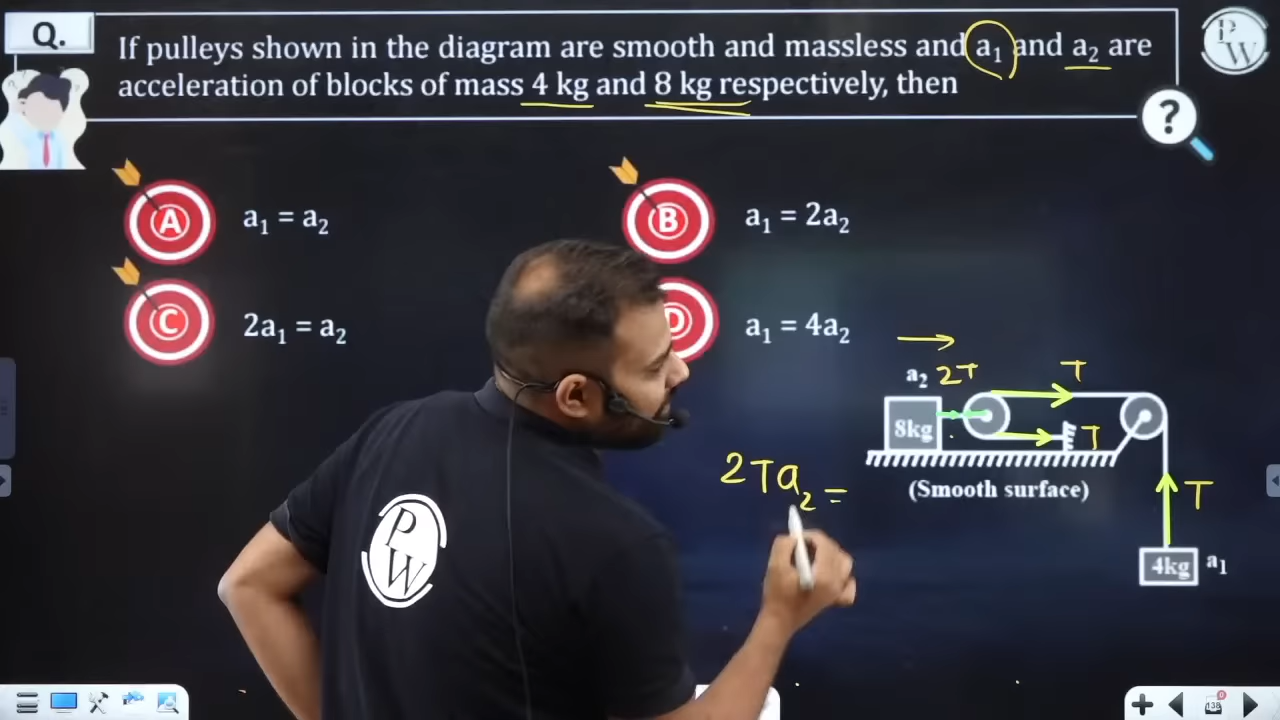 Q.
If pulleys shown in the diagram are smooth and massless and a₁ and a₂ are
acceleration of blocks of mass 4 kg and 8 kg respectively, then
P
W
?
A
a₁ = a₂
B
a₁ = 2a₂
C
2a₁ = a₂
D
a₁ = 4a₂
a₂ 2T
T
8kg
T
(Smooth surface)
2Ta₂ =
T
4kg a₁
P
W
138